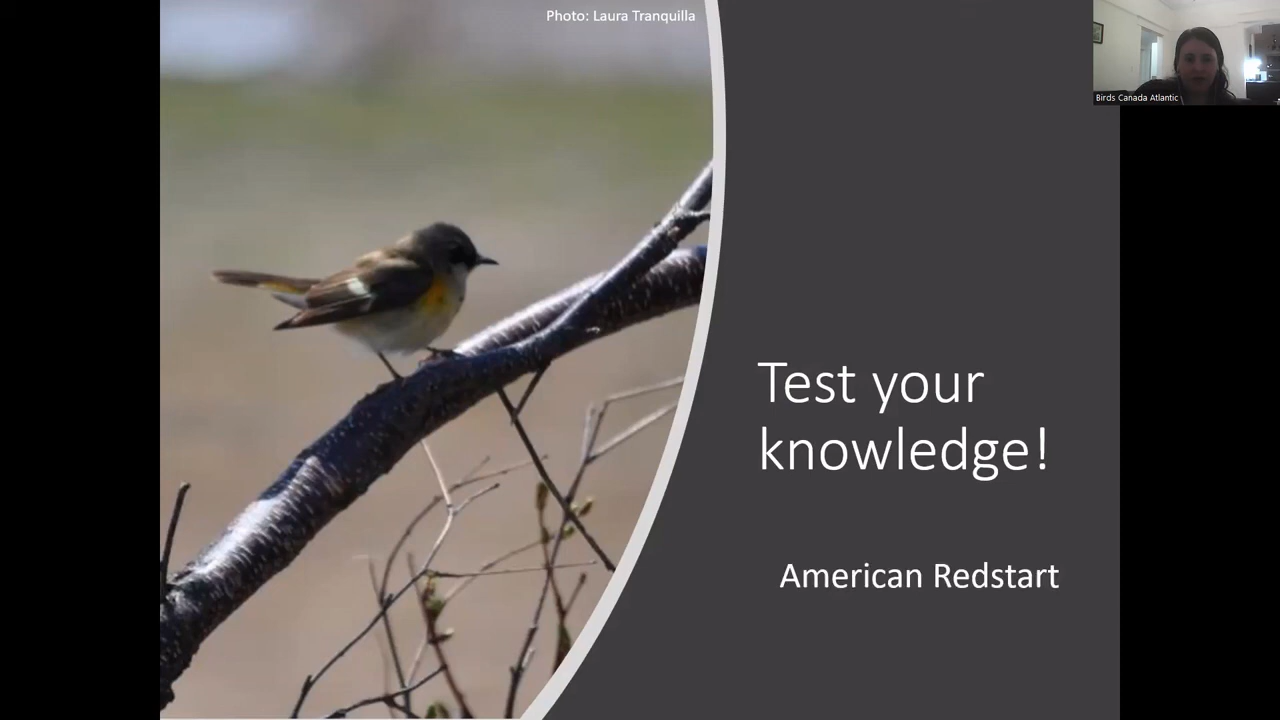 Photo: Laura Tranquilla
Birds Canada Atlantic
Test your
knowledge!
American Redstart